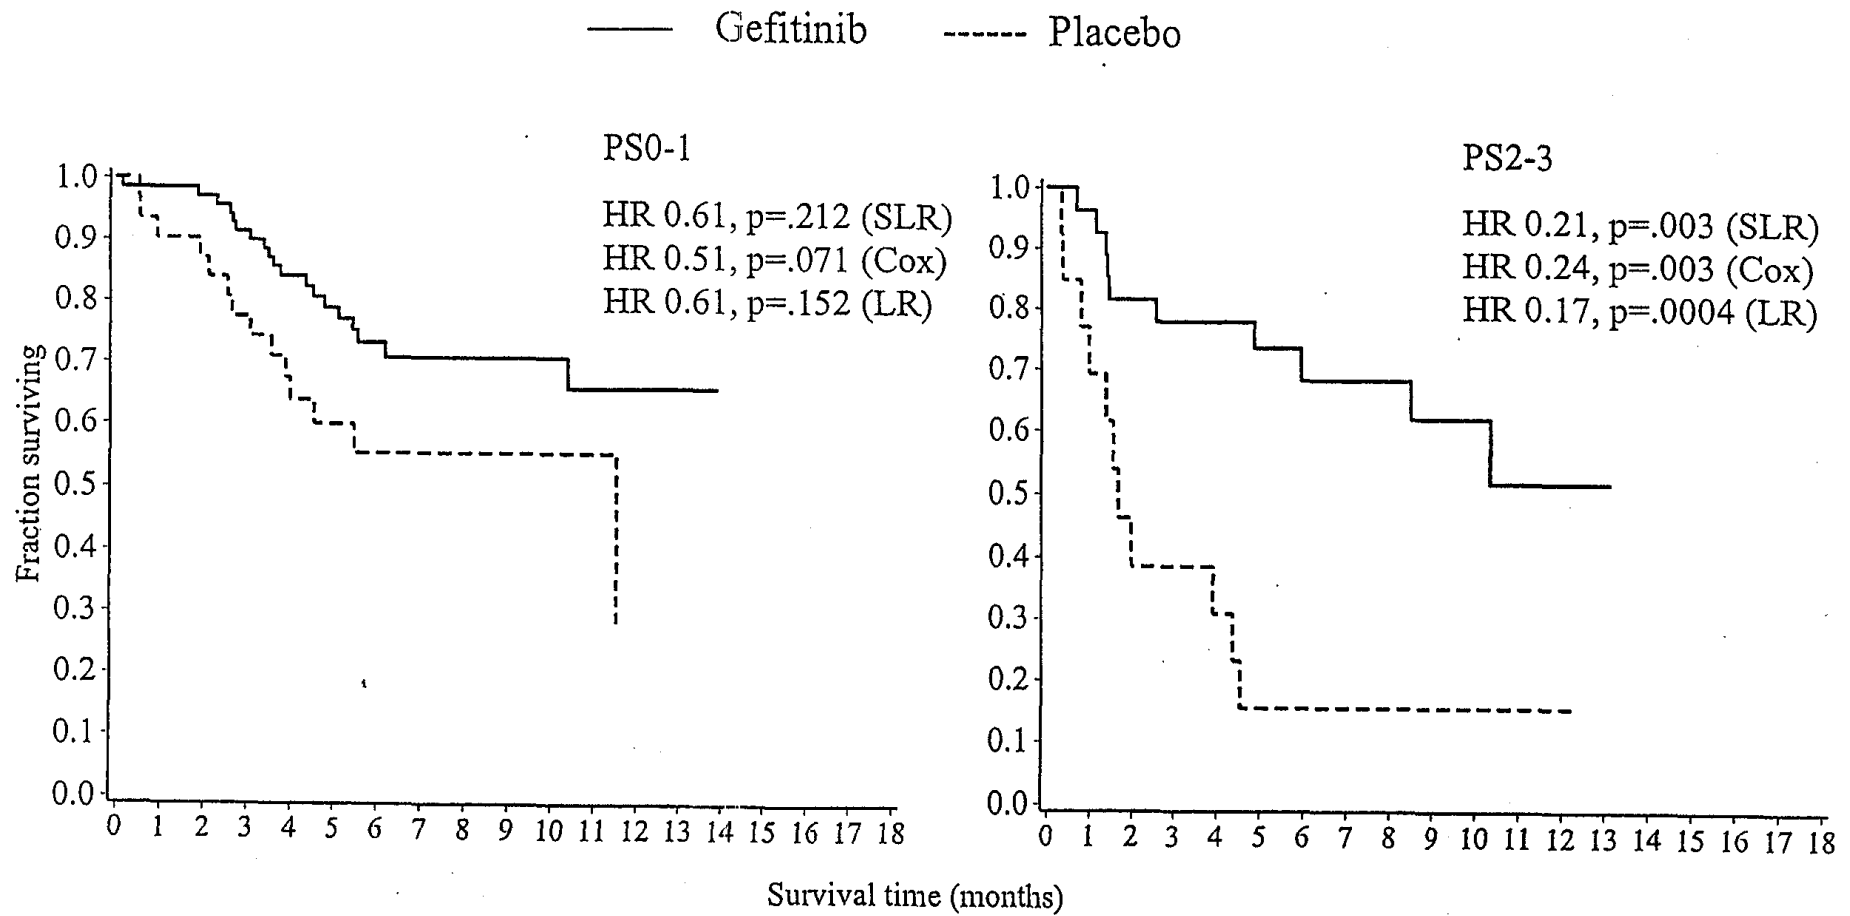 Gefitinib
Placebo
PS0-1
HR 0.61, p=.212 (SLR)
HR 0.51, p=.071 (Cox)
HR 0.61, p=.152 (LR)
Fraction surviving
1.0
0.9
0.8
0.7
0.6
0.5
0.4
0.3
0.2
0.1
0.0
0 1 2 3 4 5 6 7 8 9 10 11 12 13 14 15 16 17 18
PS2-3
HR 0.21, p=.003 (SLR)
HR 0.24, p=.003 (Cox)
HR 0.17, p=.0004 (LR)
1.0
0.9
0.8
0.7
0.6
0.5
0.4
0.3
0.2
0.1
0.0
0 1 2 3 4 5 6 7 8 9 10 11 12 13 14 15 16 17 18
Survival time (months)